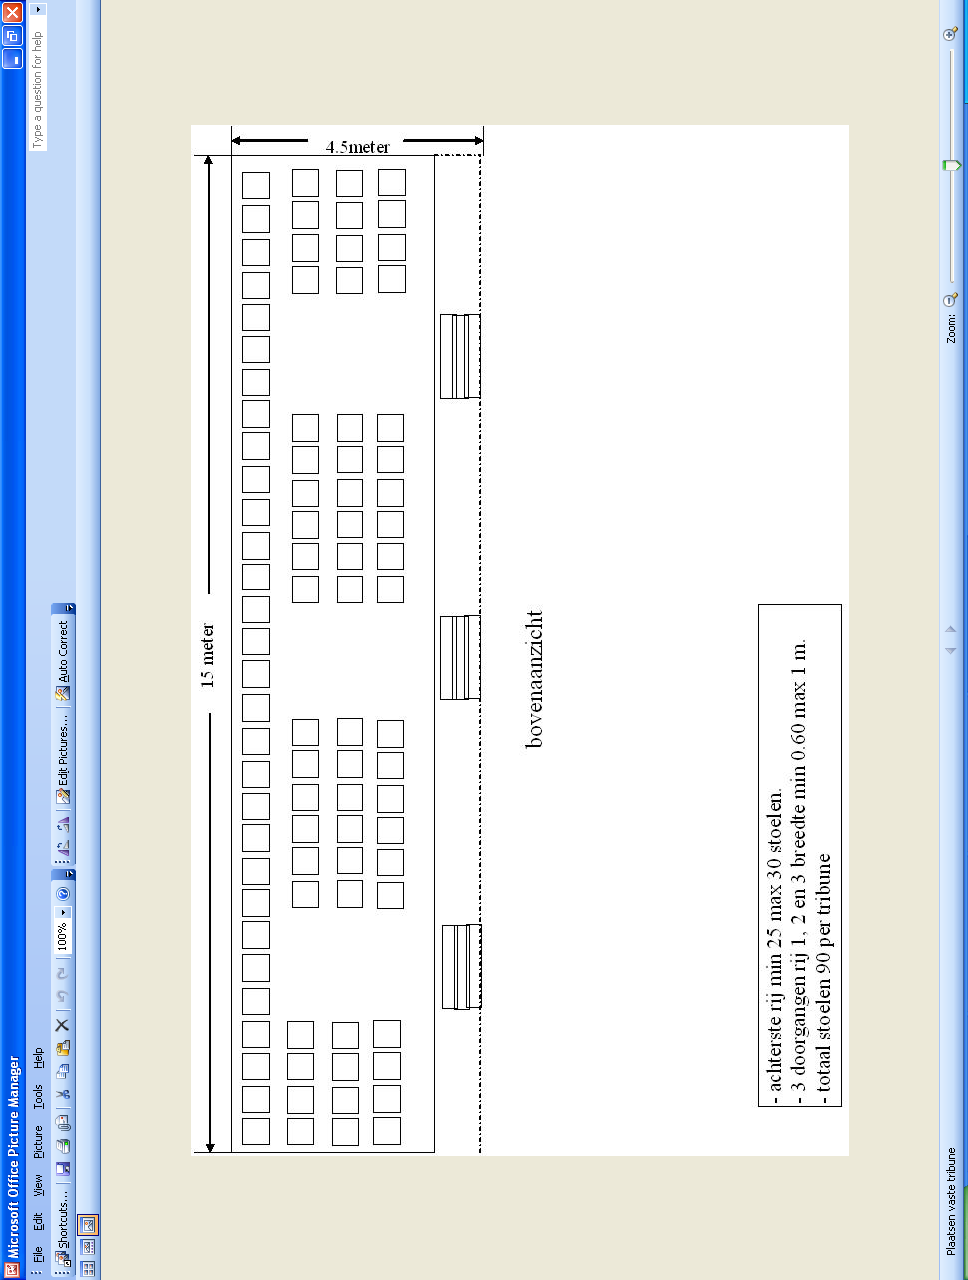 Microsoft Office Picture Manager
File Edit View Picture Tools Help
Type a question for help
Shortcuts...
100%
Edit Pictures...
Auto Correct
15 meter
4.5meter
bovenaanzicht
- achterste rij min 25 max 30 stoelen.
- 3 doorgangen rij 1, 2 en 3 breedte min 0.60 max 1 m.
- totaal stoelen 90 per tribune
Plaatsen vaste tribune
Zoom: